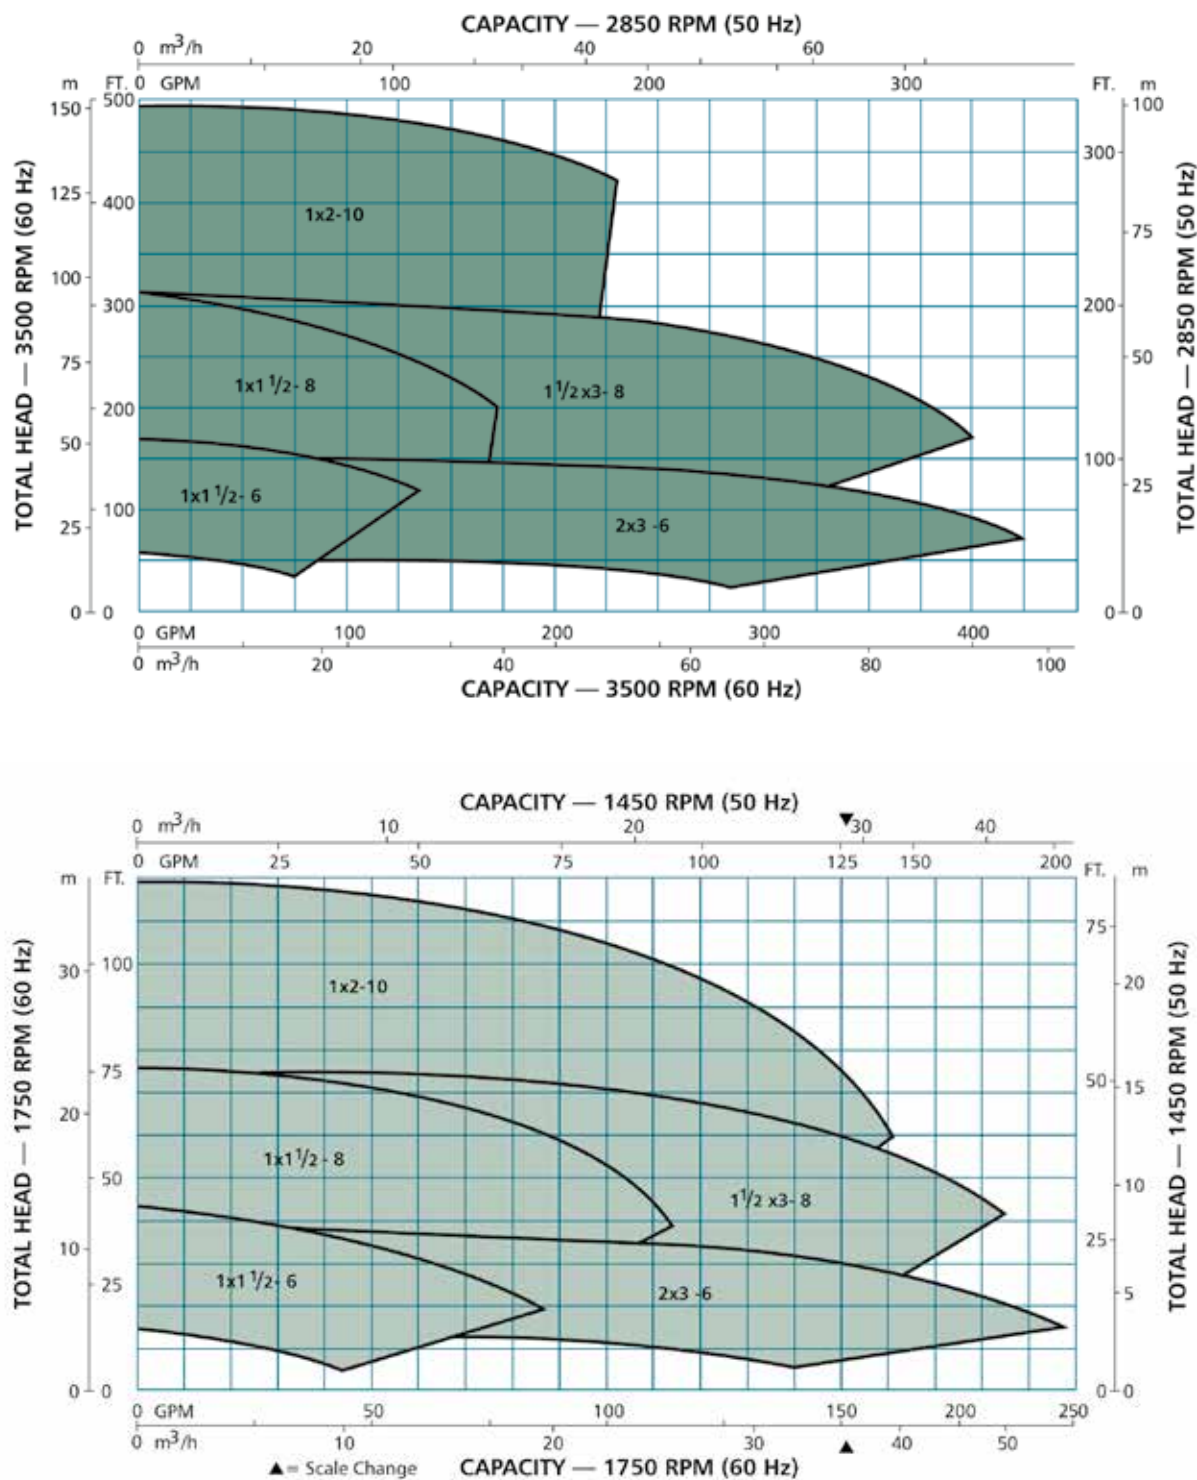 CAPACITY — 2850 RPM (50 Hz)
0 m³/h 20 40 60
m FT. 0 GPM 100 200 300 FT. m
150 500 100
300
125
400 75
100
300 200
75 50
200
50 100
25
100
25
0 0 0 0
TOTAL HEAD — 3500 RPM (60 Hz)
TOTAL HEAD — 2850 RPM (50 Hz)
1x2-10
1x1 1/2- 8
1 1/2 x3- 8
1x1 1/2- 6
2x3 -6
0 GPM 100 200 300 400
0 m³/h 20 40 60 80 100
CAPACITY — 3500 RPM (60 Hz)
CAPACITY — 1450 RPM (50 Hz)
0 m³/h 10 20 ▼30 40
0 GPM 25 50 75 100 125 150 200
m FT. FT. m
75
30 100
20
75 50 15
20
50 10
25
10
25 5
0 0 0 0
TOTAL HEAD — 1750 RPM (60 Hz)
TOTAL HEAD — 1450 RPM (50 Hz)
1x2-10
1x1 1/2 - 8
1 1/2 x3- 8
1x1 1/2- 6
2x3 -6
0 GPM 50 100 150 200 250
0 m³/h 10 20 30 ▲ 40 50
▲= Scale Change
CAPACITY — 1750 RPM (60 Hz)